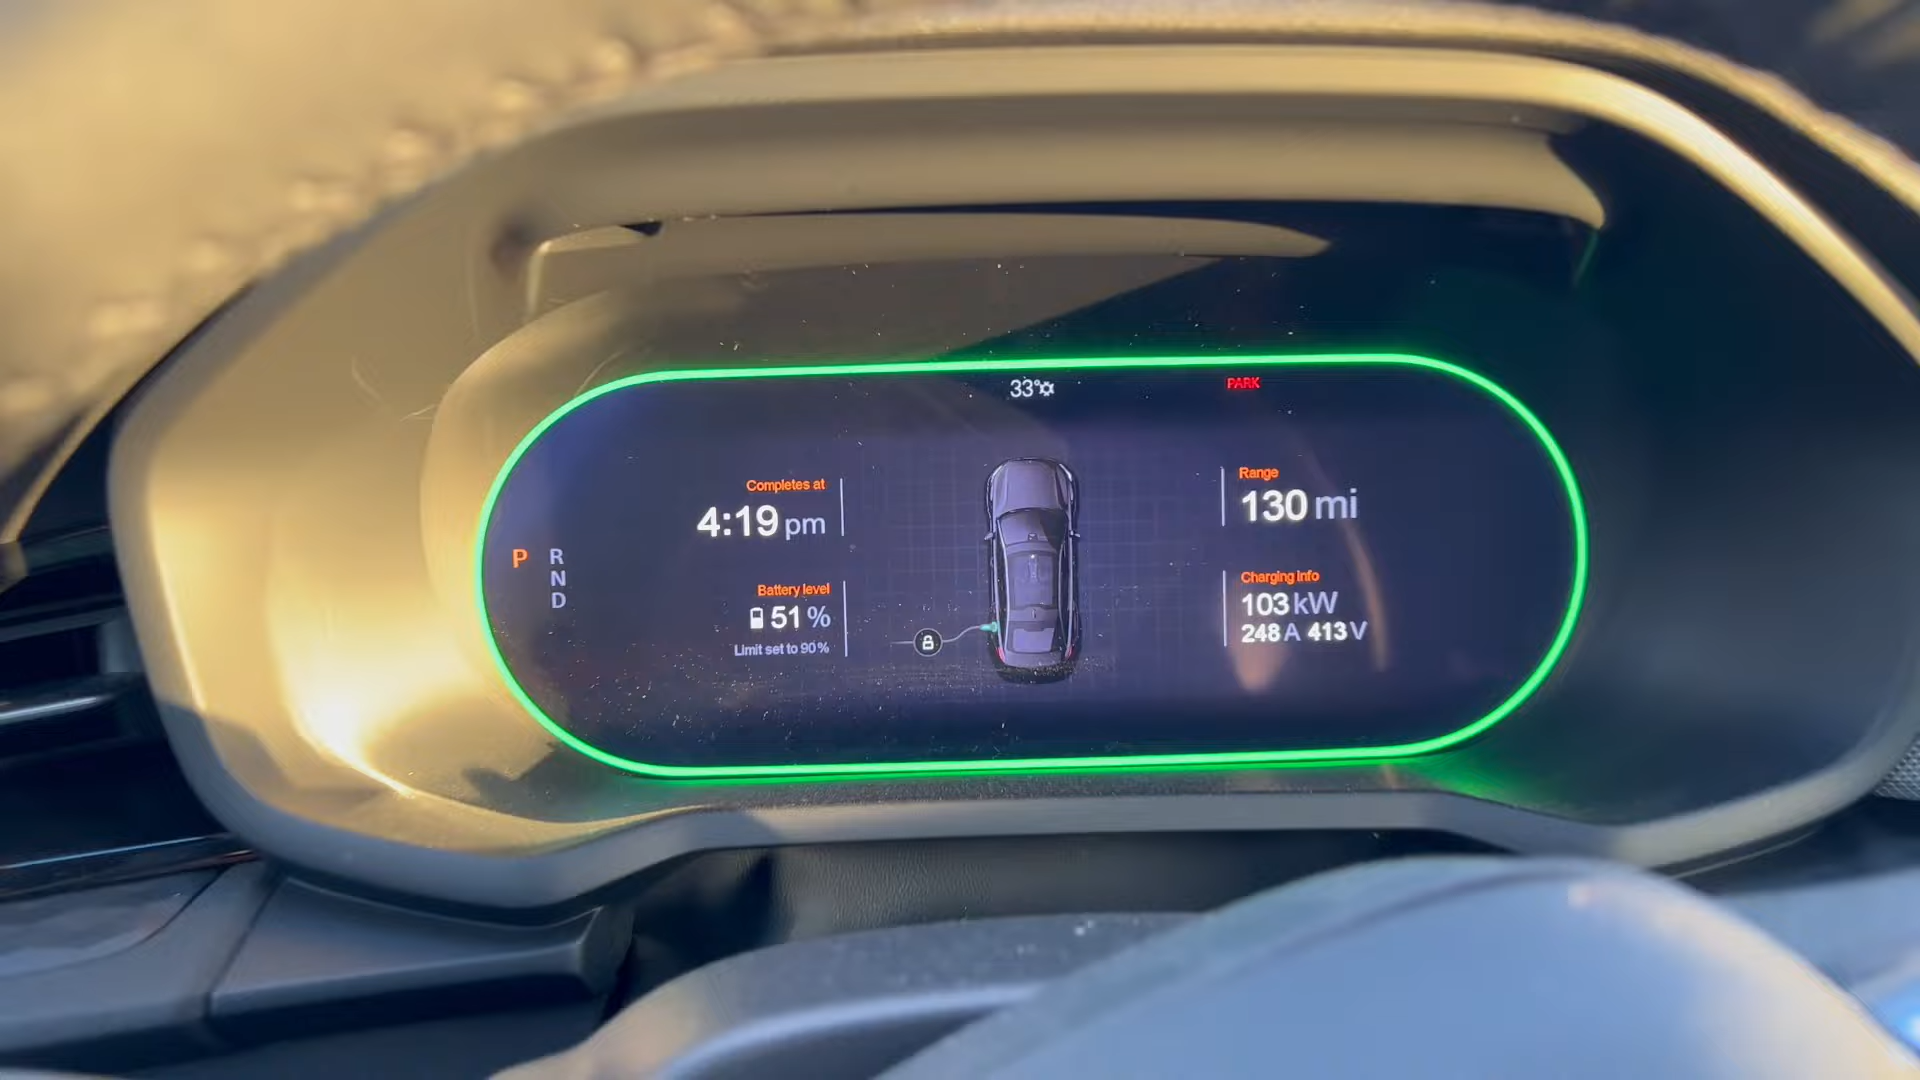 33°
PARK
Completes at
4:19 pm
Range
130 mi
P
R
N
D
Battery level
51 %
Limit set to 90%
Charging info
103 kW
248 A 413 V